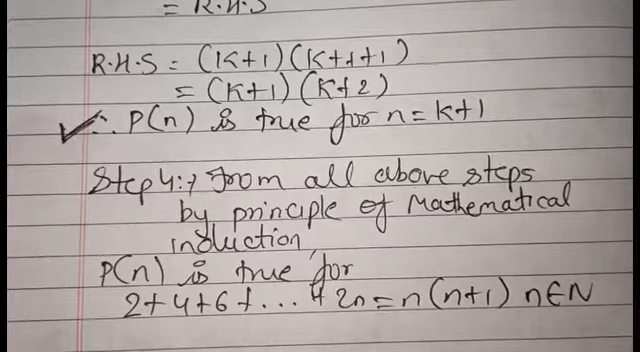 = R.H.S
R.H.S = (K+1)(K+1+1)
= (K+1)(K+2)
∴ P(n) is true for n = k+1
Step 4:→ From all above steps
by principle of Mathematical
induction,
P(n) is true for
2+4+6+...+2n = n(n+1) n∈N